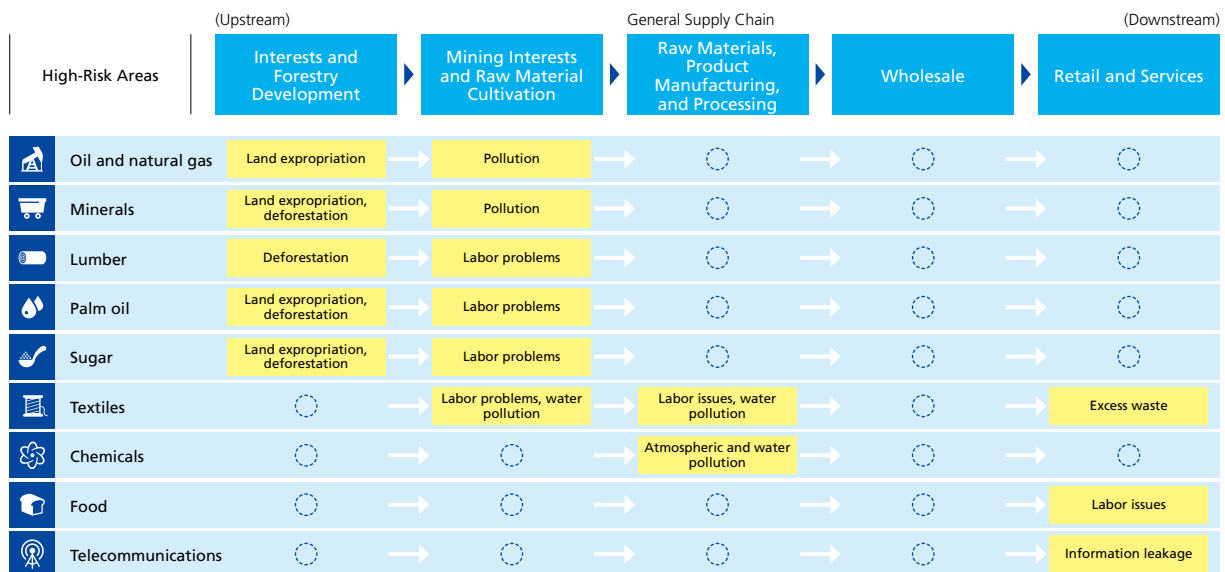 (Upstream)
General Supply Chain
(Downstream)
High-Risk Areas
Interests and
Forestry
Development
Mining Interests
and Raw Material
Cultivation
Raw Materials,
Product
Manufacturing,
and Processing
Wholesale
Retail and Services
Oil and natural gas
Land expropriation
Pollution
Minerals
Land expropriation,
deforestation
Pollution
Lumber
Deforestation
Labor problems
Palm oil
Land expropriation,
deforestation
Labor problems
Sugar
Land expropriation,
deforestation
Labor problems
Textiles
Labor problems, water
pollution
Labor issues, water
pollution
Excess waste
Chemicals
Atmospheric and water
pollution
Food
Labor issues
Telecommunications
Information leakage